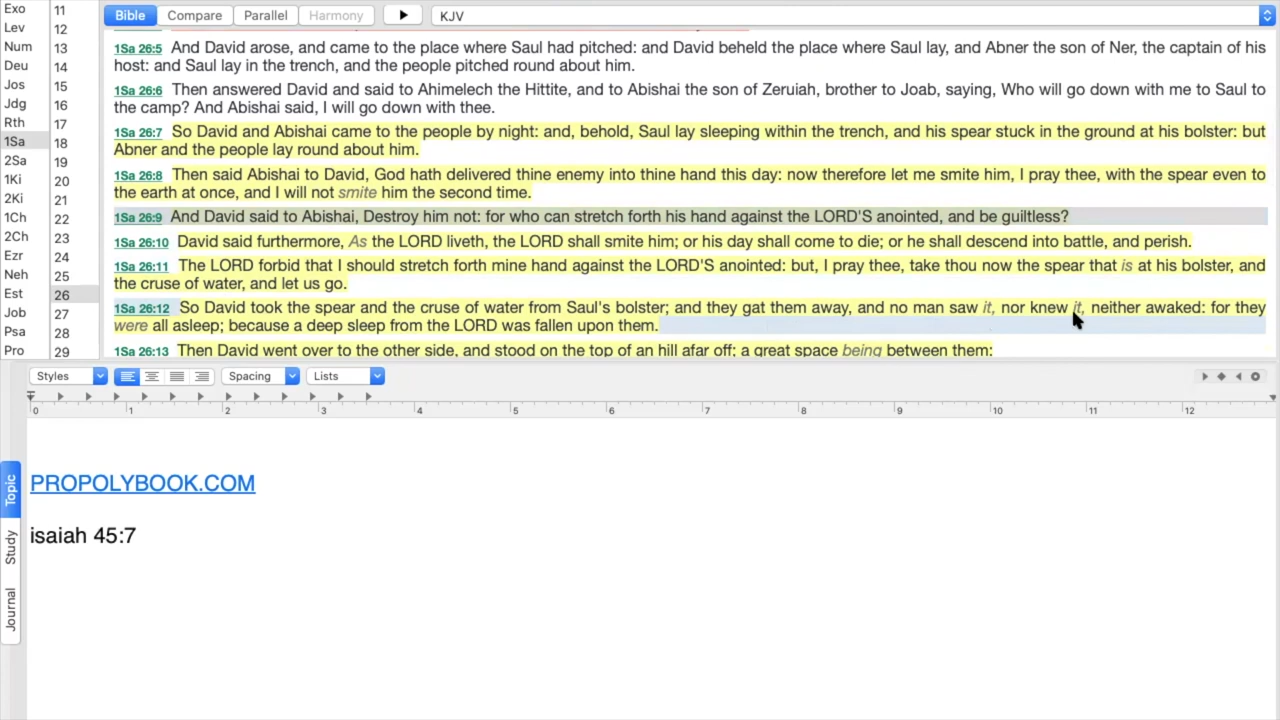 Exo
Lev
Num
Deu
Jos
Jdg
Rth
1Sa
2Sa
1Ki
2Ki
1Ch
2Ch
Ezr
Neh
Est
Job
Psa
Pro
11
12
13
14
15
16
17
18
19
20
21
22
23
24
25
26
27
28
29
Bible Compare Parallel Harmony KJV
1Sa 26:5 And David arose, and came to the place where Saul had pitched: and David beheld the place where Saul lay, and Abner the son of Ner, the captain of his
host: and Saul lay in the trench, and the people pitched round about him.
1Sa 26:6 Then answered David and said to Ahimelech the Hittite, and to Abishai the son of Zeruiah, brother to Joab, saying, Who will go down with me to Saul to
the camp? And Abishai said, I will go down with thee.
1Sa 26:7 So David and Abishai came to the people by night: and, behold, Saul lay sleeping within the trench, and his spear stuck in the ground at his bolster: but
Abner and the people lay round about him.
1Sa 26:8 Then said Abishai to David, God hath delivered thine enemy into thine hand this day: now therefore let me smite him, I pray thee, with the spear even to
the earth at once, and I will not smite him the second time.
1Sa 26:9 And David said to Abishai, Destroy him not: for who can stretch forth his hand against the LORD'S anointed, and be guiltless?
1Sa 26:10 David said furthermore, As the LORD liveth, the LORD shall smite him; or his day shall come to die; or he shall descend into battle, and perish.
1Sa 26:11 The LORD forbid that I should stretch forth mine hand against the LORD'S anointed: but, I pray thee, take thou now the spear that is at his bolster, and
the cruse of water, and let us go.
1Sa 26:12 So David took the spear and the cruse of water from Saul's bolster; and they gat them away, and no man saw it, nor knew it, neither awaked: for they
were all asleep; because a deep sleep from the LORD was fallen upon them.
1Sa 26:13 Then David went over to the other side, and stood on the top of an hill afar off; a great space being between them:
Styles Spacing Lists
0 1 2 3 4 5 6 7 8 9 10 11 12
Topic
Study
Journal
PROPOLYBOOK.COM
isaiah 45:7